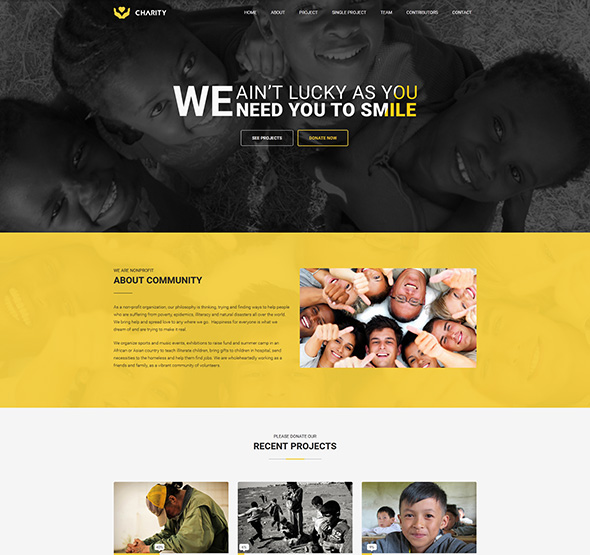 CHARITY
HOME ABOUT PROJECT SINGLE PROJECT TEAM CONTRIBUTORS CONTACT
WE AIN'T LUCKY AS YOU
NEED YOU TO SMILE
SEE PROJECTS DONATE NOW
WE ARE NONPROFIT
ABOUT COMMUNITY
As a non-profit organization, our philosophy is thinking, trying and finding ways to help people
who are suffering from poverty, epidemics, illiteracy and natural disasters all over the world.
We bring help and spread love to any where we go. Happiness for everyone is what we
dream of and are trying to make it real.
We organize sports and music events, exhibitions to raise fund and summer camp in an
African or Asian country to teach illiterate children, bring gifts to children in hospital, send
necessities to the homeless and help them find jobs. We are wholeheartedly working as a
friends and family, as a vibrant community of volunteers.
PLEASE DONATE OUR
RECENT PROJECTS